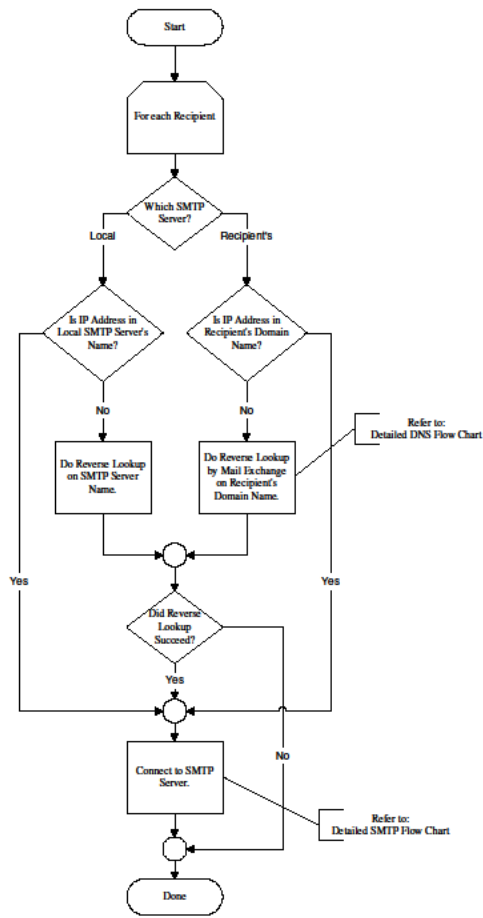 Start
For each Recipient
Which SMTP
Server?
Local
Recipient's
Is IP Address in
Local SMTP Server's
Name?
Is IP Address in
Recipient's Domain
Name?
No
No
Refer to:
Detailed DNS Flow Chart
Do Reverse Lookup
on SMTP Server
Name.
Do Reverse Lookup
by Mail Exchange
on Recipient's
Domain Name.
Yes
Yes
Did Reverse
Lookup
Succeed?
Yes
No
Connect to SMTP
Server.
Refer to:
Detailed SMTP Flow Chart
Done